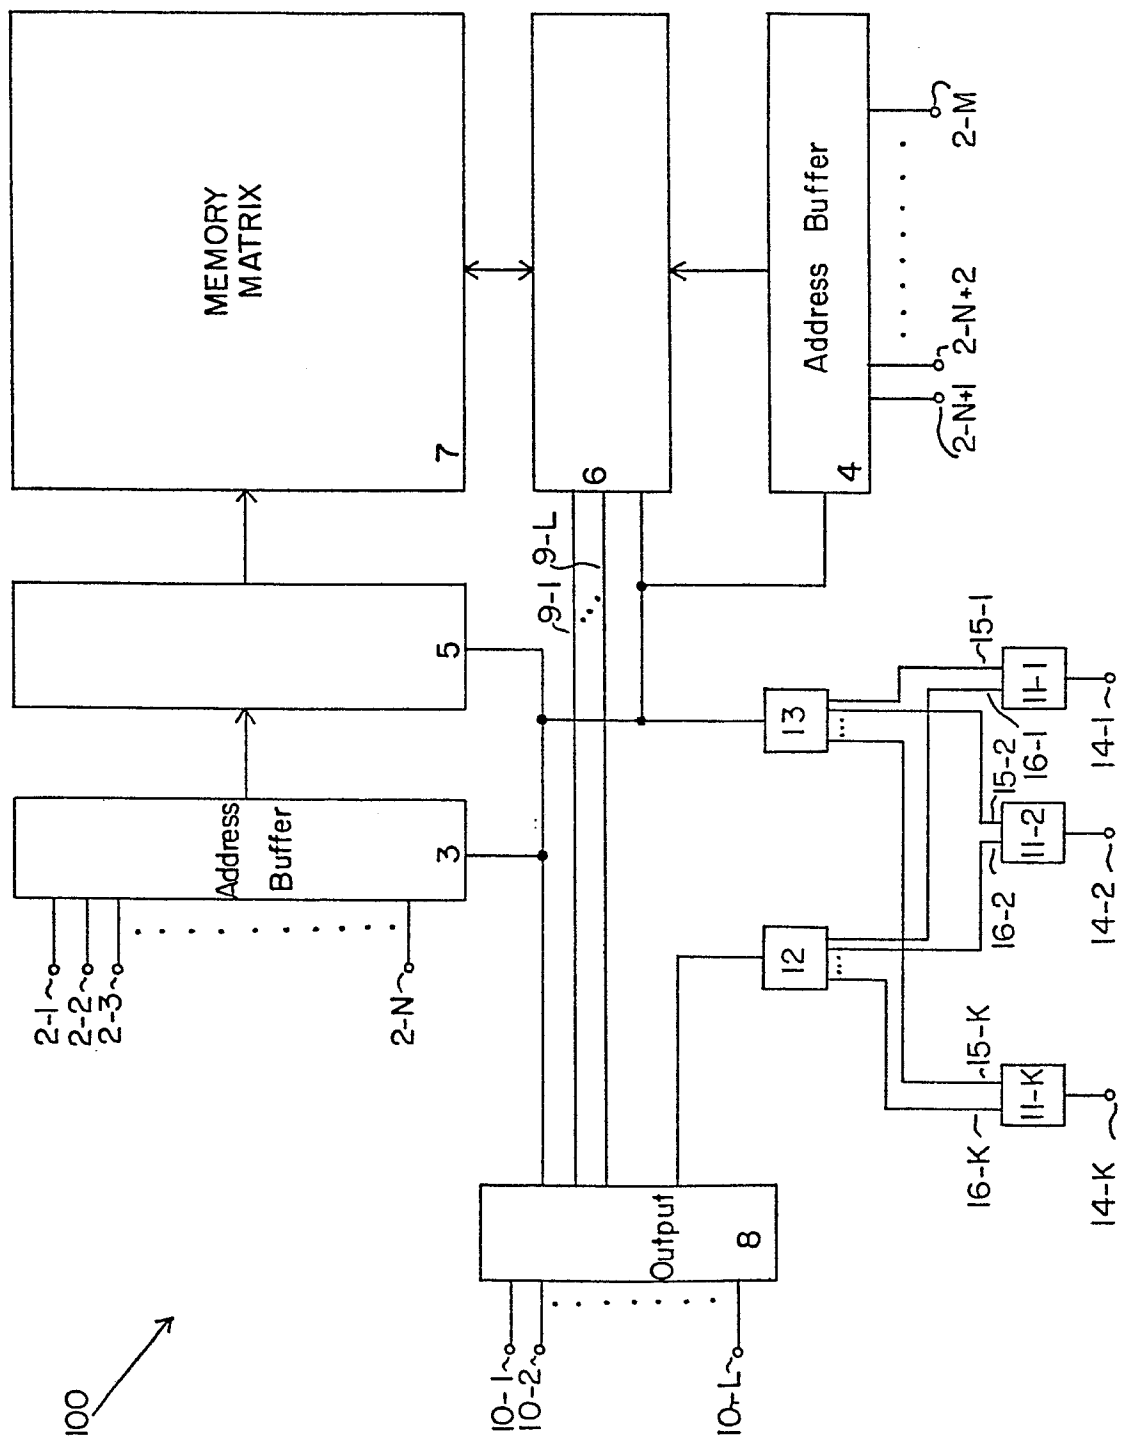 100
2-1
2-2
2-3
2-N
Address
Buffer
3
5
MEMORY
MATRIX
7
6
Address Buffer
4
2-N+1
2-N+2
2-M
9-1
9-L
10-1
10-2
10-L
Output
8
12
13
16-K
15-K
16-2
15-2
16-1
15-1
11-K
11-2
11-1
14-K
14-2
14-1